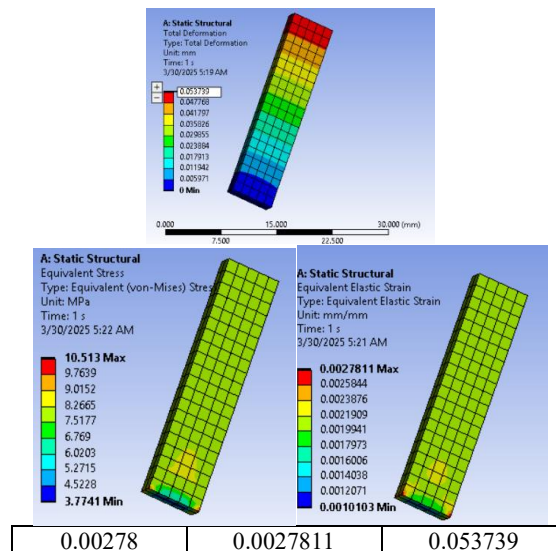 A: Static Structural
Total Deformation
Type: Total Deformation
Unit: mm
Time: 1 s
3/30/2025 5:19 AM
0.053739
0.047768
0.041797
0.035826
0.029855
0.023884
0.017913
0.011942
0.005971
0 Min
0.000 15.000 30.000 (mm)
7.500 22.500
A: Static Structural
Equivalent Stress
Type: Equivalent (von-Mises) Stres
Unit: MPa
Time: 1 s
3/30/2025 5:22 AM
10.513 Max
9.7639
9.0152
8.2665
7.5177
6.769
6.0203
5.2715
4.5228
3.7741 Min
A: Static Structural
Equivalent Elastic Strain
Type: Equivalent Elastic Strain
Unit: mm/mm
Time: 1 s
3/30/2025 5:21 AM
0.0027811 Max
0.0025844
0.0023876
0.0021909
0.0019941
0.0017973
0.0016006
0.0014038
0.0012071
0.0010103 Min
0.00278 0.0027811 0.053739